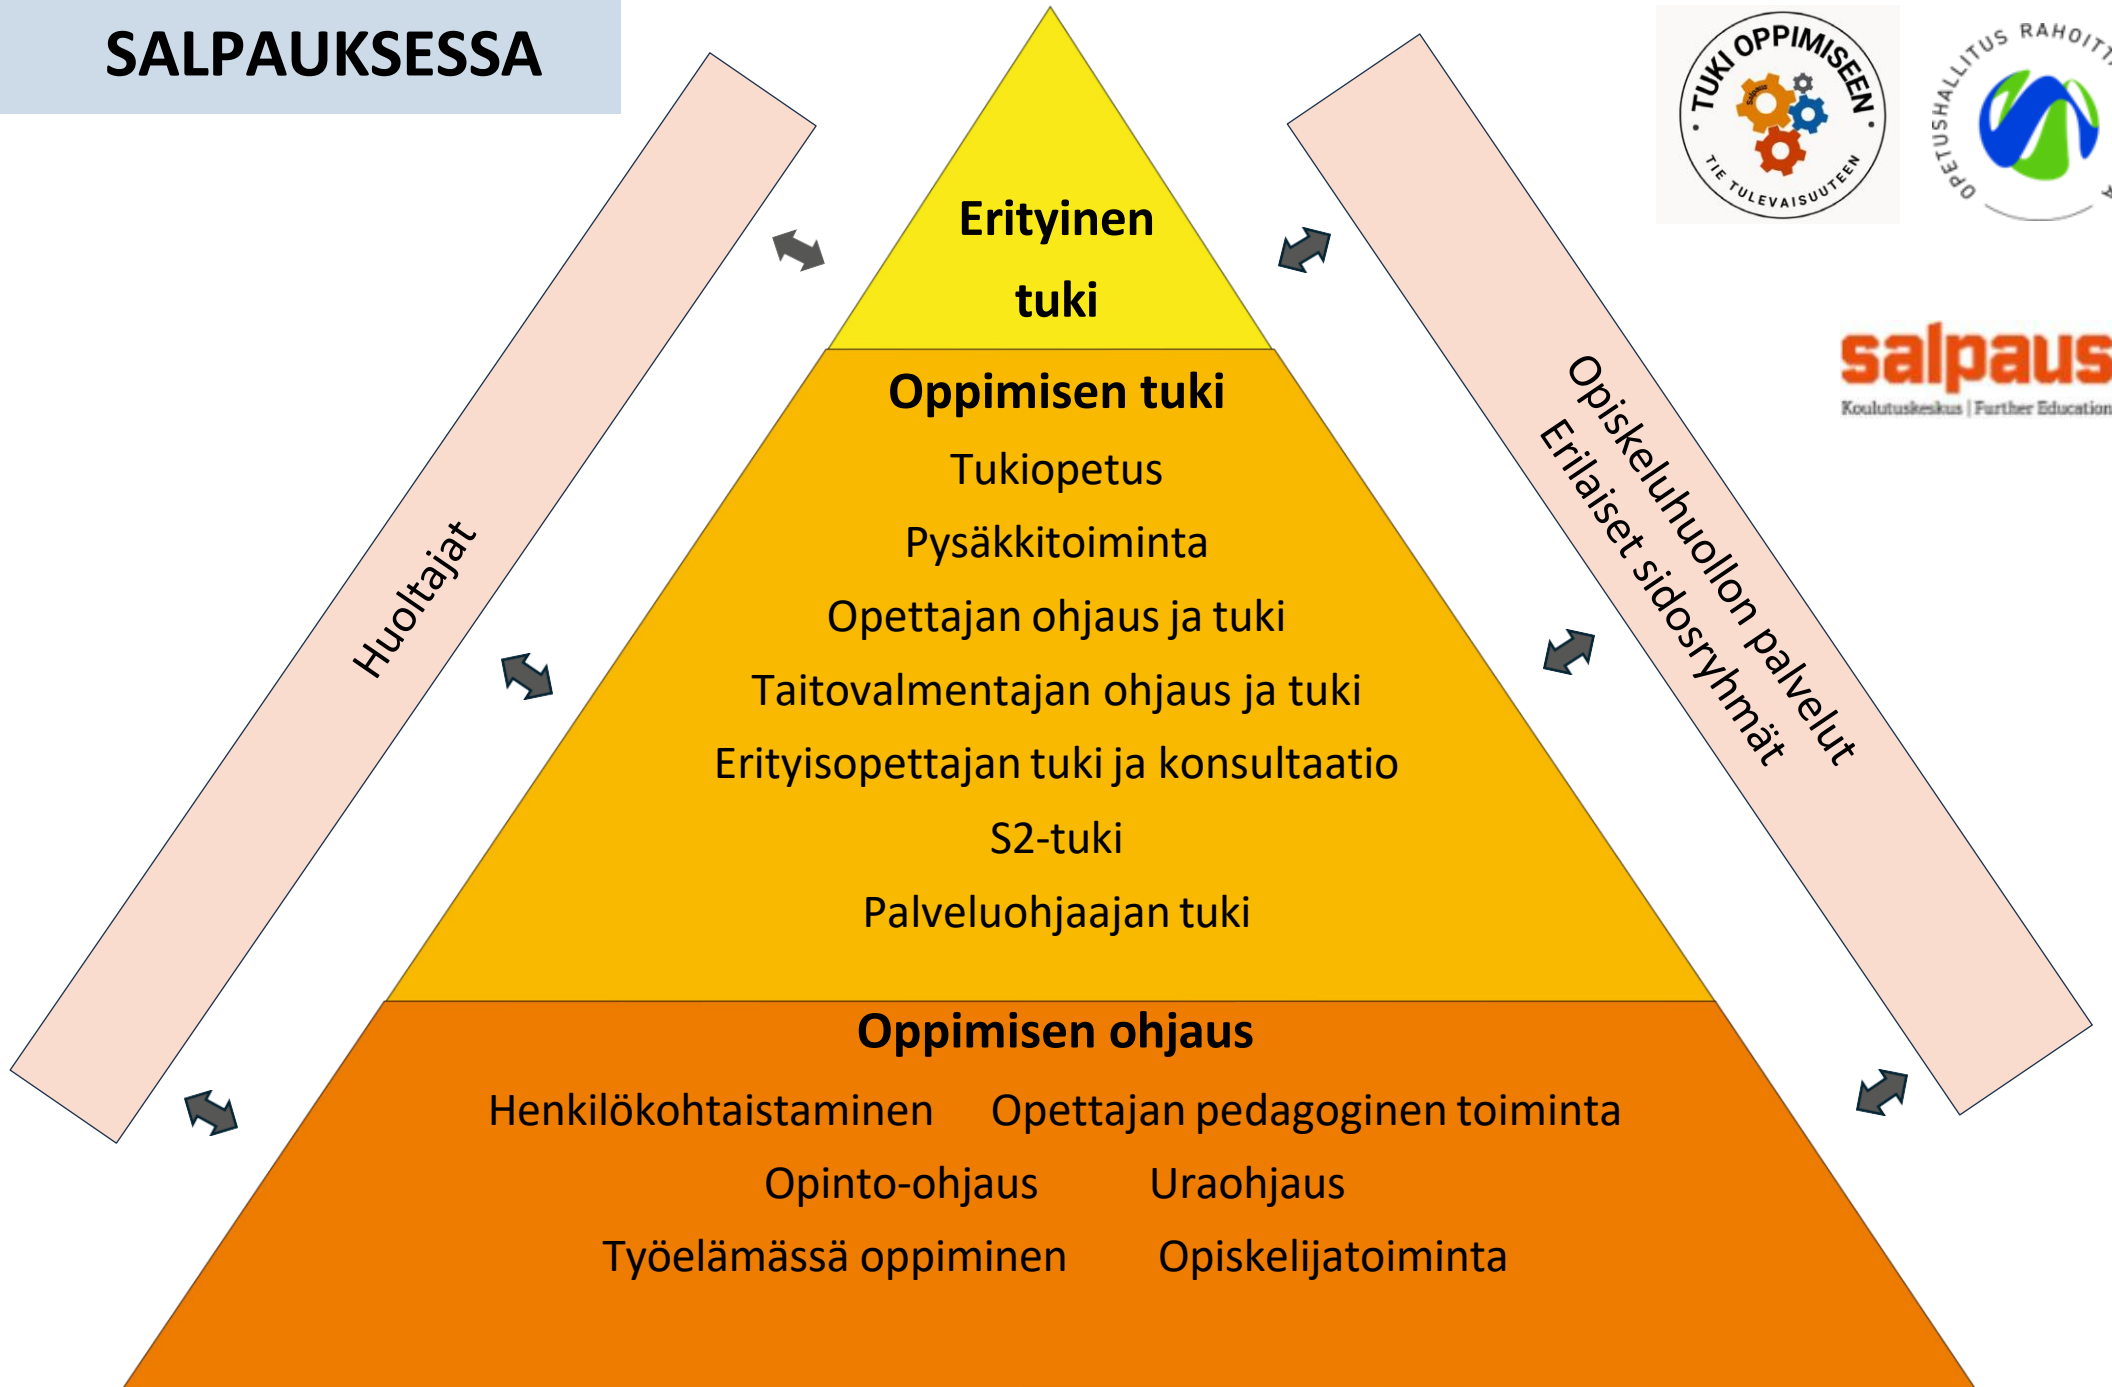 SALPAUKSESSA
TUKI OPPIMISEEN
salpaus
TIE TULEVAISUUTEEN
OPETUSHALLITUS
salpaus
Koulutuskeskus | Further Education
Erityinen
tuki
Oppimisen tuki
Tukiopetus
Pysäkkitoiminta
Opettajan ohjaus ja tuki
Taitovalmentajan ohjaus ja tuki
Erityisopettajan tuki ja konsultaatio
S2-tuki
Palveluohjaajan tuki
Oppimisen ohjaus
Henkilökohtaistaminen Opettajan pedagoginen toiminta
Opinto-ohjaus Uraohjaus
Työelämässä oppiminen Opiskelijatoiminta
Huoltajat
Opiskeluhuollon palvelut
Erilaiset sidosryhmät